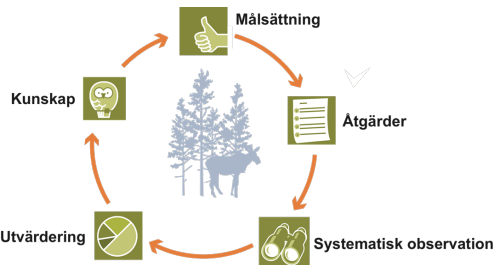 Målsättning
Åtgärder
Systematisk observation
Utvärdering
Kunskap